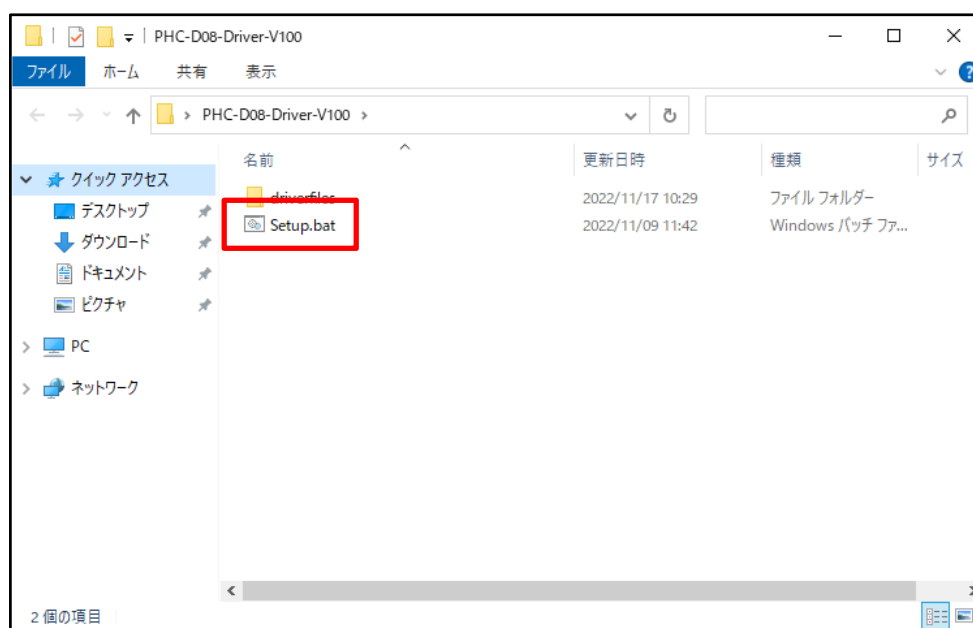 PHC-D08-Driver-V100
ファイル ホーム 共有 表示
PHC-D08-Driver-V100
名前 更新日時 種類 サイズ
クイック アクセス
デスクトップ
ダウンロード
ドキュメント
ピクチャ
PC
ネットワーク
driverfiles 2022/11/17 10:29 ファイル フォルダー
Setup.bat 2022/11/09 11:42 Windows バッチ ファ...
2 個の項目